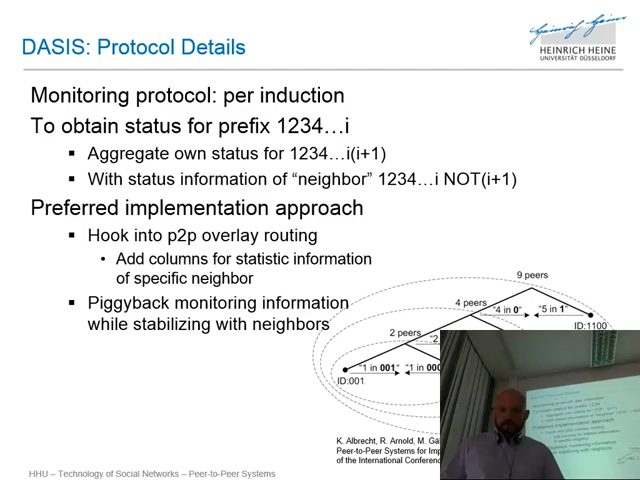 DASIS: Protocol Details
HEINRICH HEINE
UNIVERSITÄT DÜSSELDORF
Monitoring protocol: per induction
To obtain status for prefix 1234…i
▪ Aggregate own status for 1234…i(i+1)
▪ With status information of “neighbor” 1234…i NOT(i+1)
Preferred implementation approach
▪ Hook into p2p overlay routing
• Add columns for statistic information
of specific neighbor
▪ Piggyback monitoring information
while stabilizing with neighbors
9 peers
4 peers
"4 in 0"
"5 in 1"
ID:1100
2 peers
"2
"1 in 001"
"1 in 000
ID:001
K. Albrecht, R. Arnold, M. Gä
Peer-to-Peer Systems for Imp
of the International Conferenc
HHU – Technology of Social Networks – Peer-to-Peer Systems